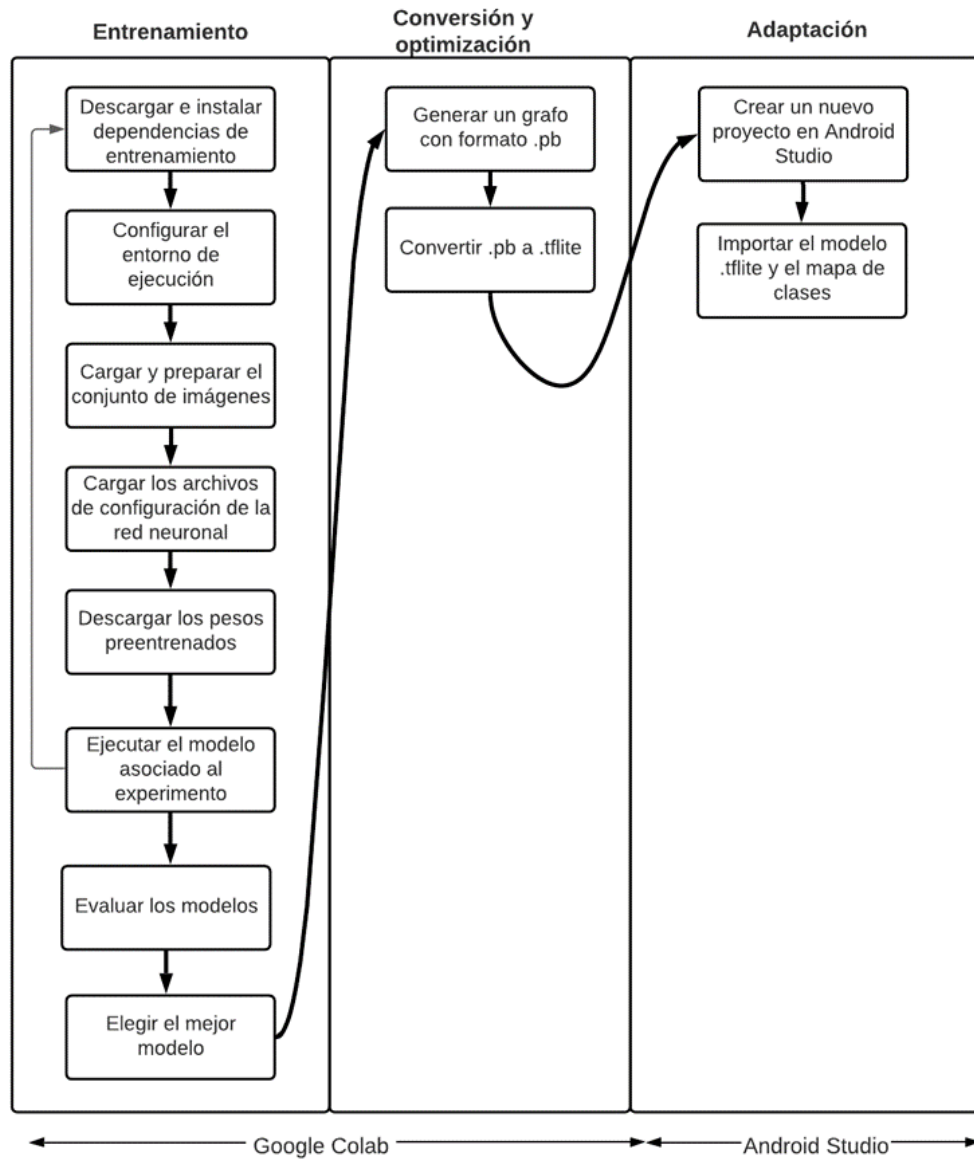 Entrenamiento
Conversión y
optimización
Adaptación
Descargar e instalar
dependencias de
entrenamiento
Configurar el
entorno de
ejecución
Cargar y preparar el
conjunto de imágenes
Cargar los archivos
de configuración de la
red neuronal
Descargar los pesos
preentrenados
Ejecutar el modelo
asociado al
experimento
Evaluar los modelos
Elegir el mejor
modelo
Generar un grafo
con formato .pb
Convertir .pb a .tflite
Crear un nuevo
proyecto en Android
Studio
Importar el modelo
.tflite y el mapa de
clases
Google Colab
Android Studio